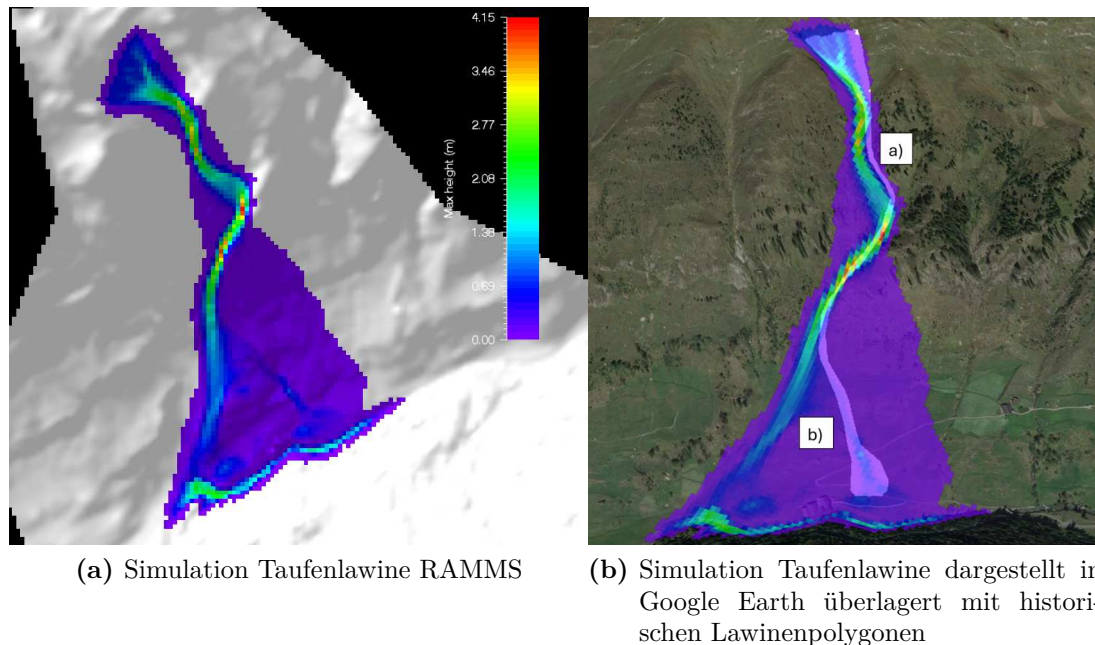 4.15
3.46
2.77
2.08
1.38
0.69
0.00
Max height (m)
a)
b)
(a) Simulation Taufenlawine RAMMS
(b) Simulation Taufenlawine dargestellt in
Google Earth überlagert mit histori-
schen Lawinenpolygonen